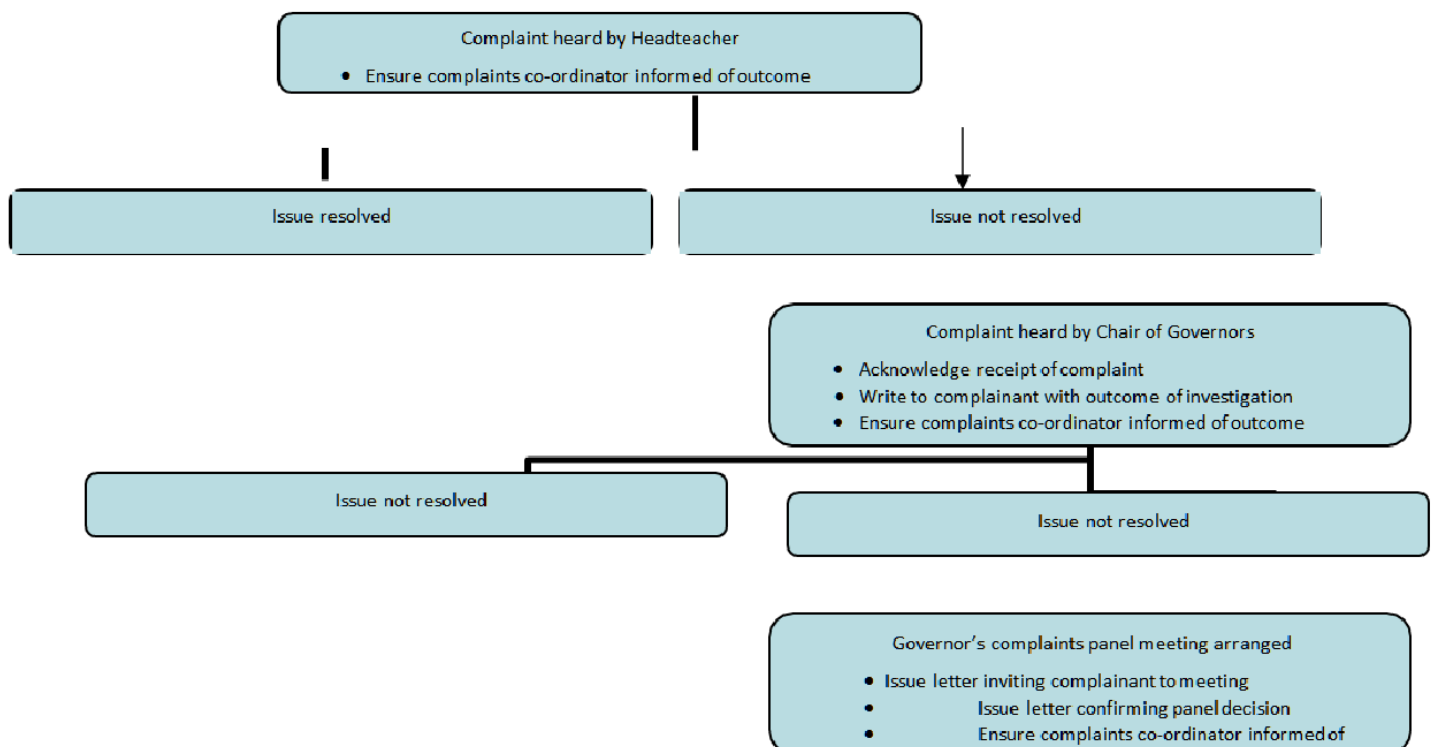 Complaint heard by Headteacher
• Ensure complaints co-ordinator informed of outcome
Issue resolved
Issue not resolved
Complaint heard by Chair of Governors
• Acknowledge receipt of complaint
• Write to complainant with outcome of investigation
• Ensure complaints co-ordinator informed of outcome
Issue not resolved
Issue not resolved
Governor's complaints panel meeting arranged
• Issue letter inviting complainant to meeting
• Issue letter confirming panel decision
• Ensure complaints co-ordinator informed of